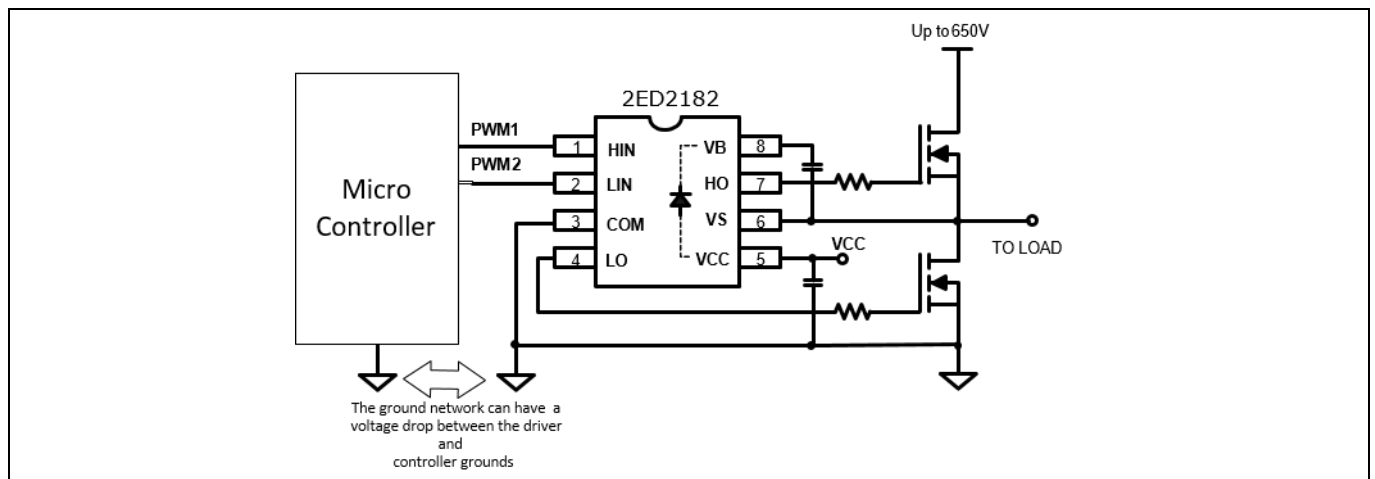 Up to 650V
2ED2182
PWM1
PWM2
Micro
Controller
1 HIN VB 8
2 LIN HO 7
3 COM VS 6
4 LO VCC 5
VCC
TO LOAD
The ground network can have a
voltage drop between the driver
and
controller grounds